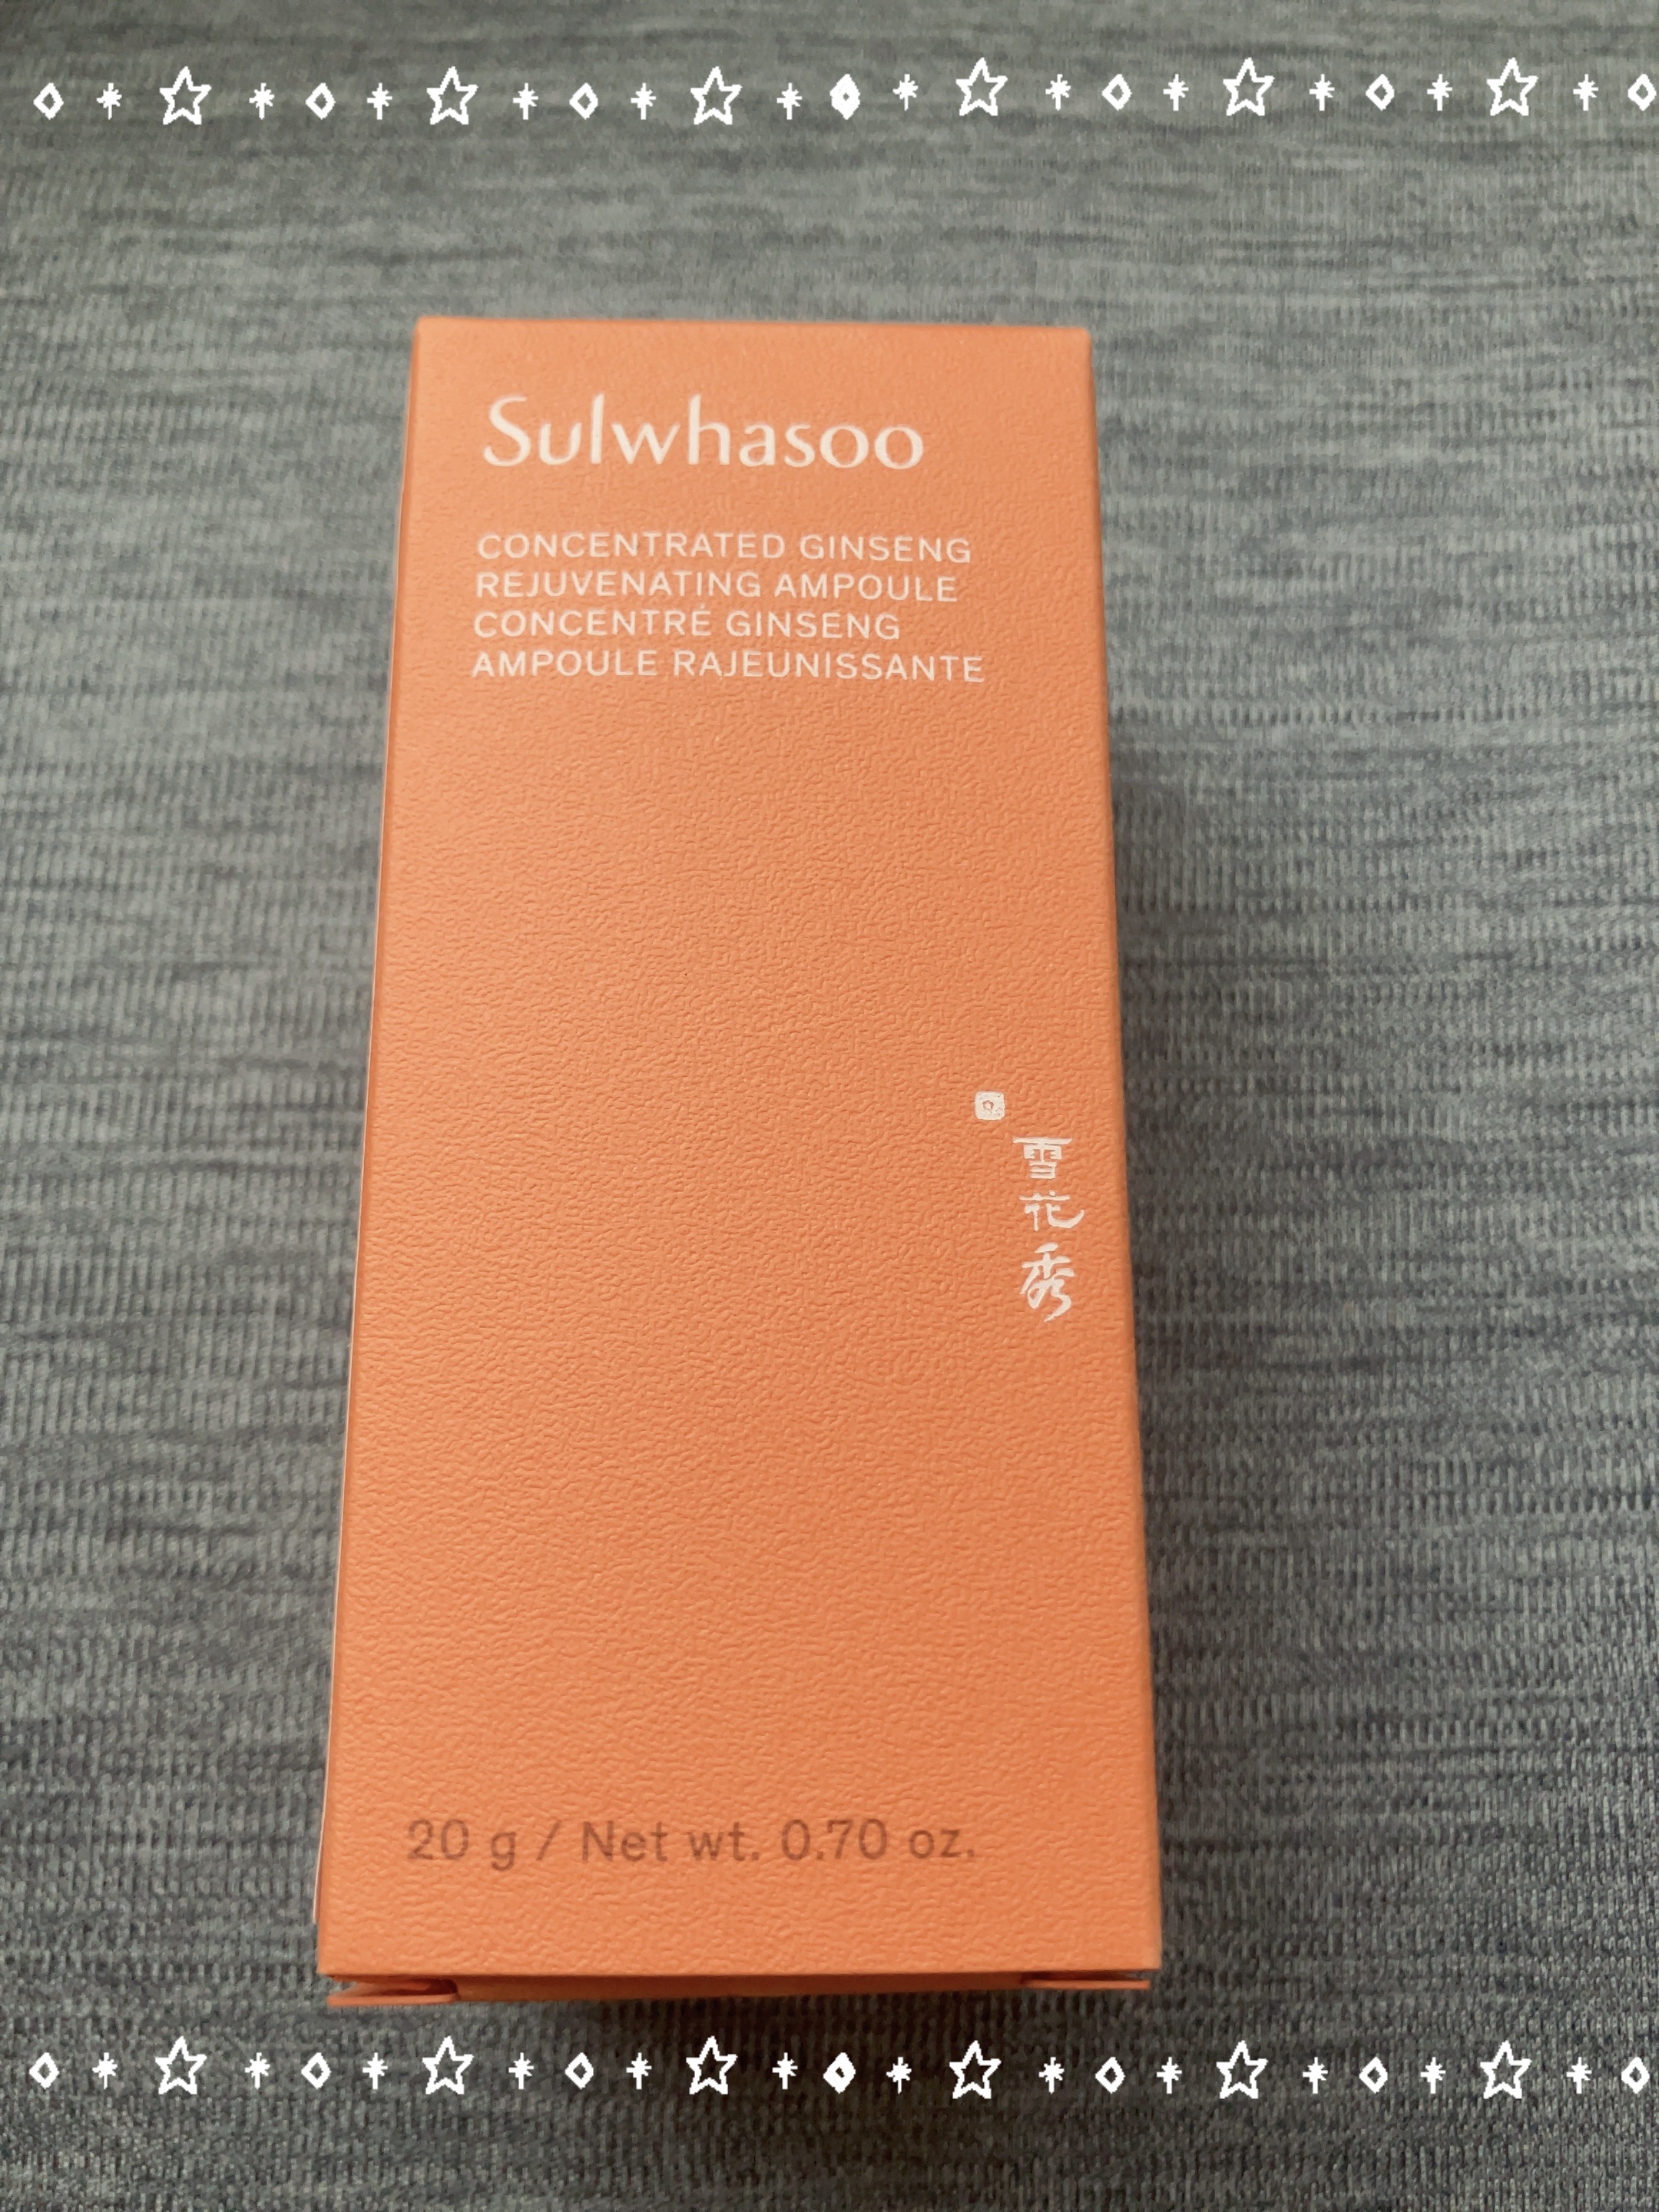 Sulwhasoo
CONCENTRATED GINSENG
REJUVENATING AMPOULE
CONCENTRÉ GINSENG
AMPOULE RAJEUNISSANTE
雪花秀
20 g / Net wt. 0.70 oz.